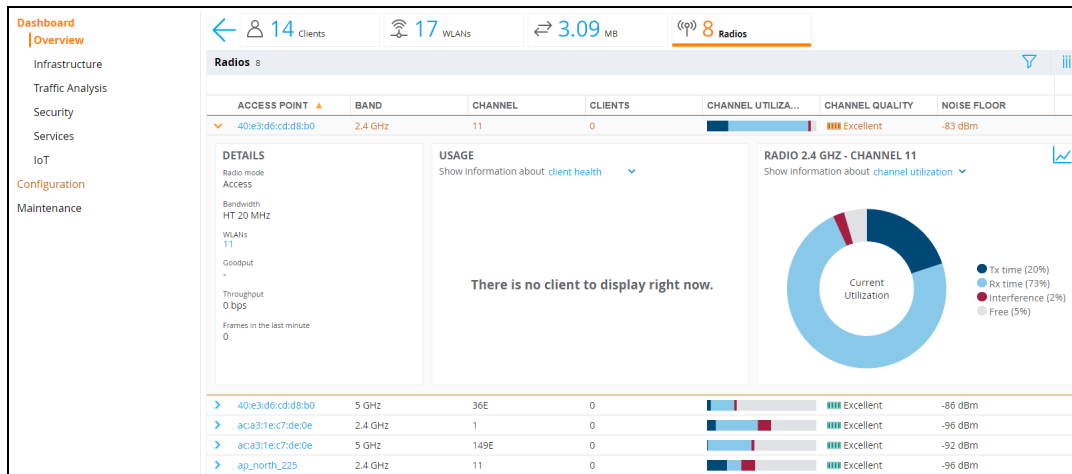 Dashboard
Overview
Infrastructure
Traffic Analysis
Security
Services
IoT
Configuration
Maintenance
14 Clients
17 WLANs
3.09 MB
8 Radios
Radios 8
ACCESS POINT BAND CHANNEL CLIENTS CHANNEL UTILIZA... CHANNEL QUALITY NOISE FLOOR
40:e3:d6:cd:d8:b0 2.4 GHz 11 0 Excellent -83 dBm
DETAILS
Radio mode
Access
Bandwidth
HT 20 MHz
WLANs
11
Goodput
-
Throughput
0 bps
Frames in the last minute
0
USAGE
Show information about client health
There is no client to display right now.
RADIO 2.4 GHZ - CHANNEL 11
Show information about channel utilization
Current
Utilization
Tx time (20%)
Rx time (73%)
Interference (2%)
Free (5%)
40:e3:d6:cd:d8:b0 5 GHz 36E 0 Excellent -86 dBm
ac:a3:1e:c7:de:0e 2.4 GHz 1 0 Excellent -96 dBm
ac:a3:1e:c7:de:0e 5 GHz 149E 0 Excellent -92 dBm
ap_north_225 2.4 GHz 11 0 Excellent -96 dBm